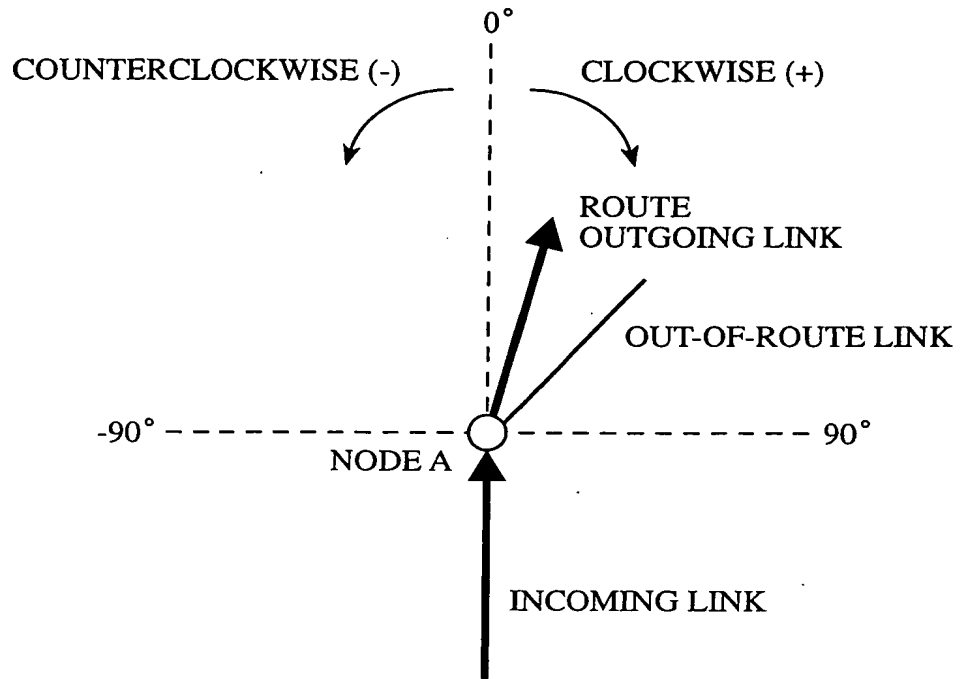 0°
COUNTERCLOCKWISE (-)
CLOCKWISE (+)
ROUTE
OUTGOING LINK
OUT-OF-ROUTE LINK
-90°
90°
NODE A
INCOMING LINK